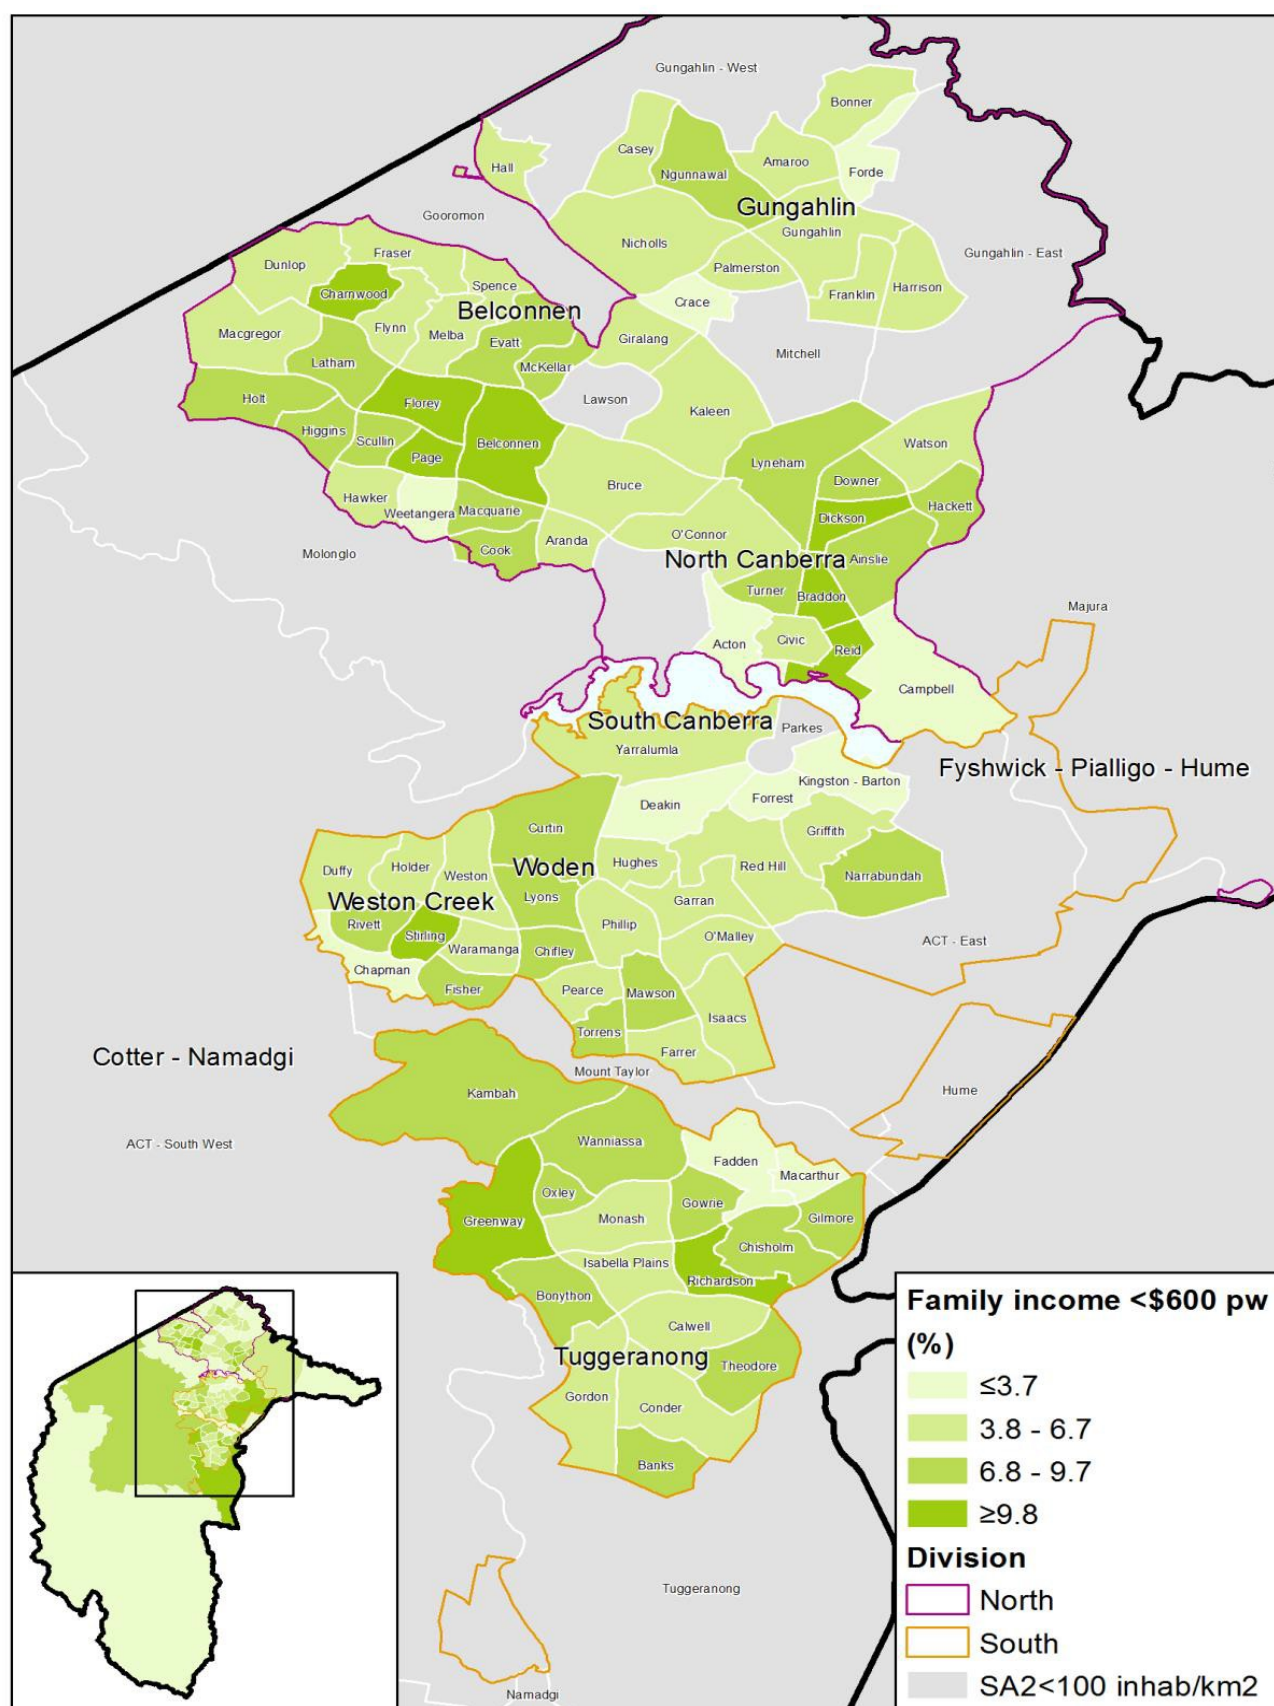 Gungahlin - West
Bonner
Casey
Amaroo
Hall
Ngunnawal
Forde
Gungahlin
Gooromon
Gungahlin
Nicholls
Gungahlin - East
Fraser
Dunlop
Palmerston
Spence
Charnwood
Franklin
Harrison
Crace
Belconnen
Flynn
Melba
Macgregor
Evatt
Giralang
Mitchell
Latham
McKellar
Holt
Lawson
Florey
Kaleen
Higgins
Scullin
Belconnen
Watson
Page
Lyneham
Downer
Bruce
Hawker
Hackett
Weetangera
Macquarie
Dickson
O'Connor
Aranda
Cook
Molonglo
North Canberra
Ainslie
Turner
Braddon
Majura
Acton
Civic
Reid
Campbell
South Canberra
Parkes
Yarralumla
Fyshwick - Pialligo - Hume
Kingston - Barton
Forrest
Deakin
Curtin
Griffith
Hughes
Red Hill
Woden
Holder
Duffy
Weston
Narrabundah
Weston Creek
Lyons
Garran
Rivett
Phillip
Stirling
O'Malley
ACT - East
Waramanga
Chifley
Chapman
Fisher
Pearce
Mawson
Isaacs
Torrens
Farrer
Cotter - Namadgi
Mount Taylor
Kambah
Hume
ACT - South West
Wanniassa
Fadden
Macarthur
Oxley
Gowrie
Greenway
Monash
Gilmore
Chisholm
Isabella Plains
Richardson
Bonython
Calwell
Tuggeranong
Theodore
Gordon
Conder
Banks
Tuggeranong
Namadgi
Family income <$600 pw
(%)
≤3.7
3.8 - 6.7
6.8 - 9.7
≥9.8
Division
North
South
SA2<100 inhab/km2